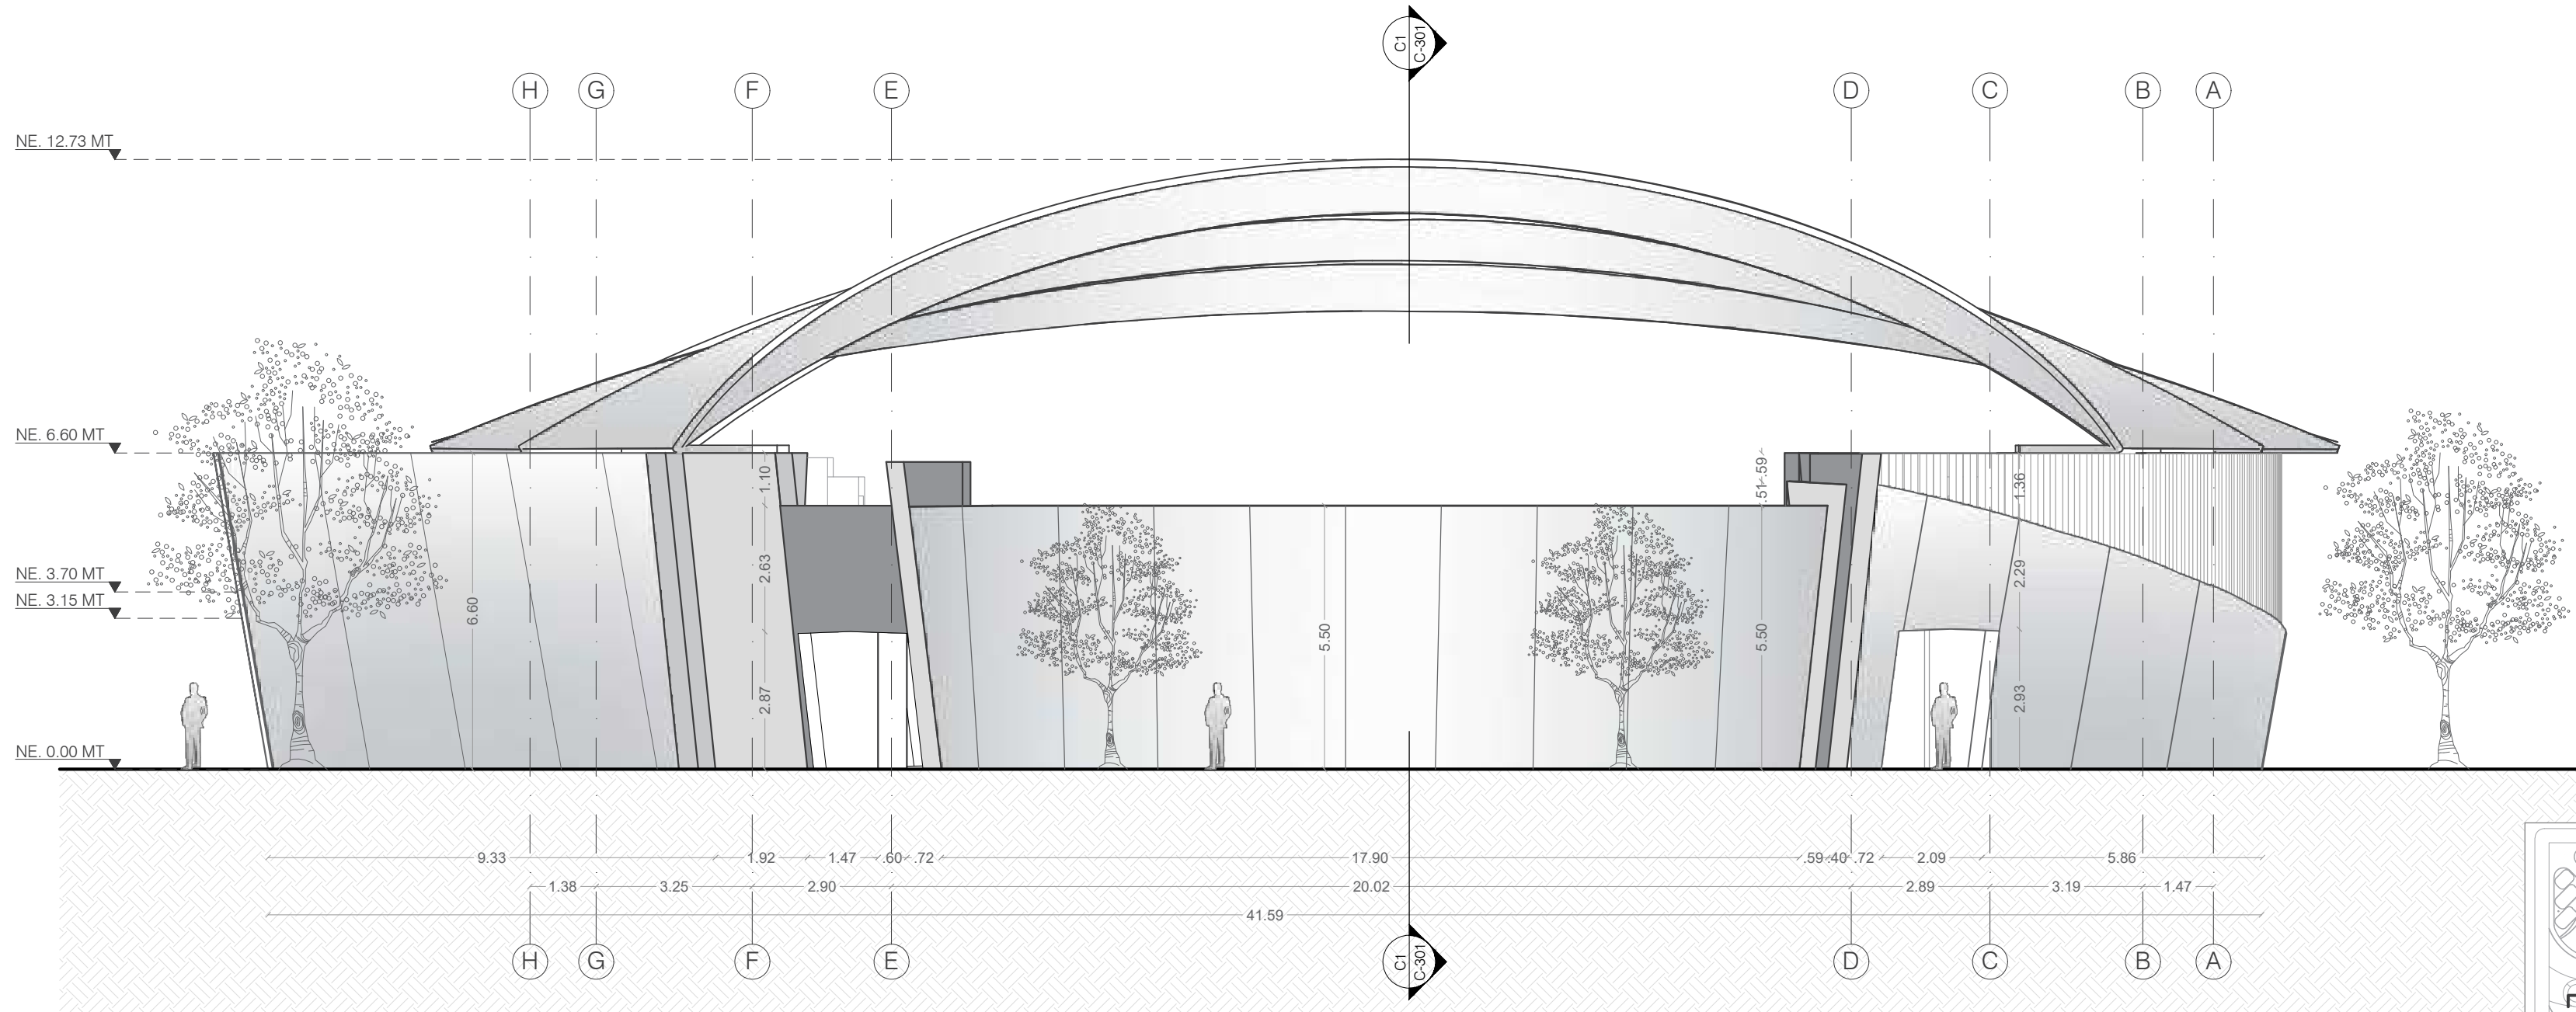 C1
C-301
H G F E D C B A
NE. 12.73 MT
NE. 6.60 MT
NE. 3.70 MT
NE. 3.15 MT
NE. 0.00 MT
6.60
1.10
2.63
2.87
5.50
.59
.51
5.50
1.36
2.29
2.93
9.33 1.92 1.47 .60 .72 17.90 .59 .40 .72 2.09 5.86
1.38 3.25 2.90 20.02 2.89 3.19 1.47
41.59
H G F E D C B A
C1
C-301